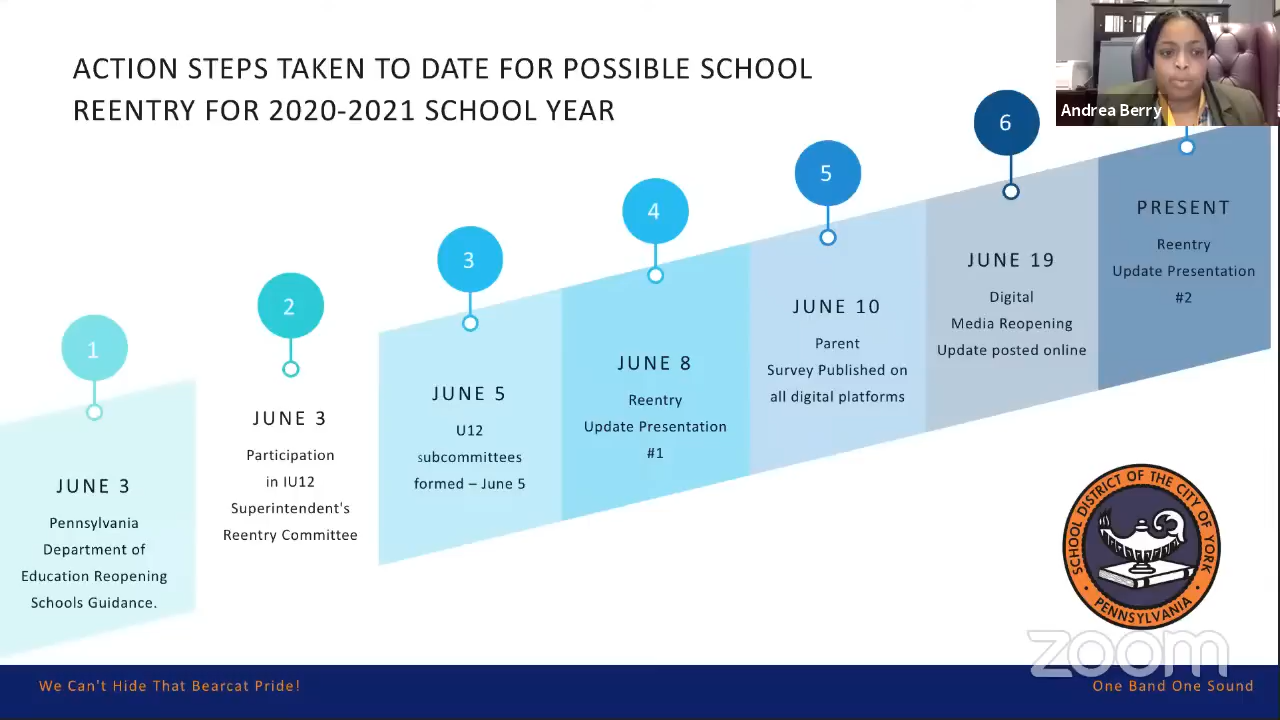 ACTION STEPS TAKEN TO DATE FOR POSSIBLE SCHOOL
REENTRY FOR 2020-2021 SCHOOL YEAR
Andrea Berry
1
JUNE 3
Pennsylvania
Department of
Education Reopening
Schools Guidance.
2
JUNE 3
Participation
in IU12
Superintendent's
Reentry Committee
3
JUNE 5
U12
subcommittees
formed – June 5
4
JUNE 8
Reentry
Update Presentation
#1
5
JUNE 10
Parent
Survey Published on
all digital platforms
6
JUNE 19
Digital
Media Reopening
Update posted online
PRESENT
Reentry
Update Presentation
#2
SCHOOL DISTRICT OF THE CITY OF YORK
• PENNSYLVANIA •
zoom
We Can't Hide That Bearcat Pride!
One Band One Sound